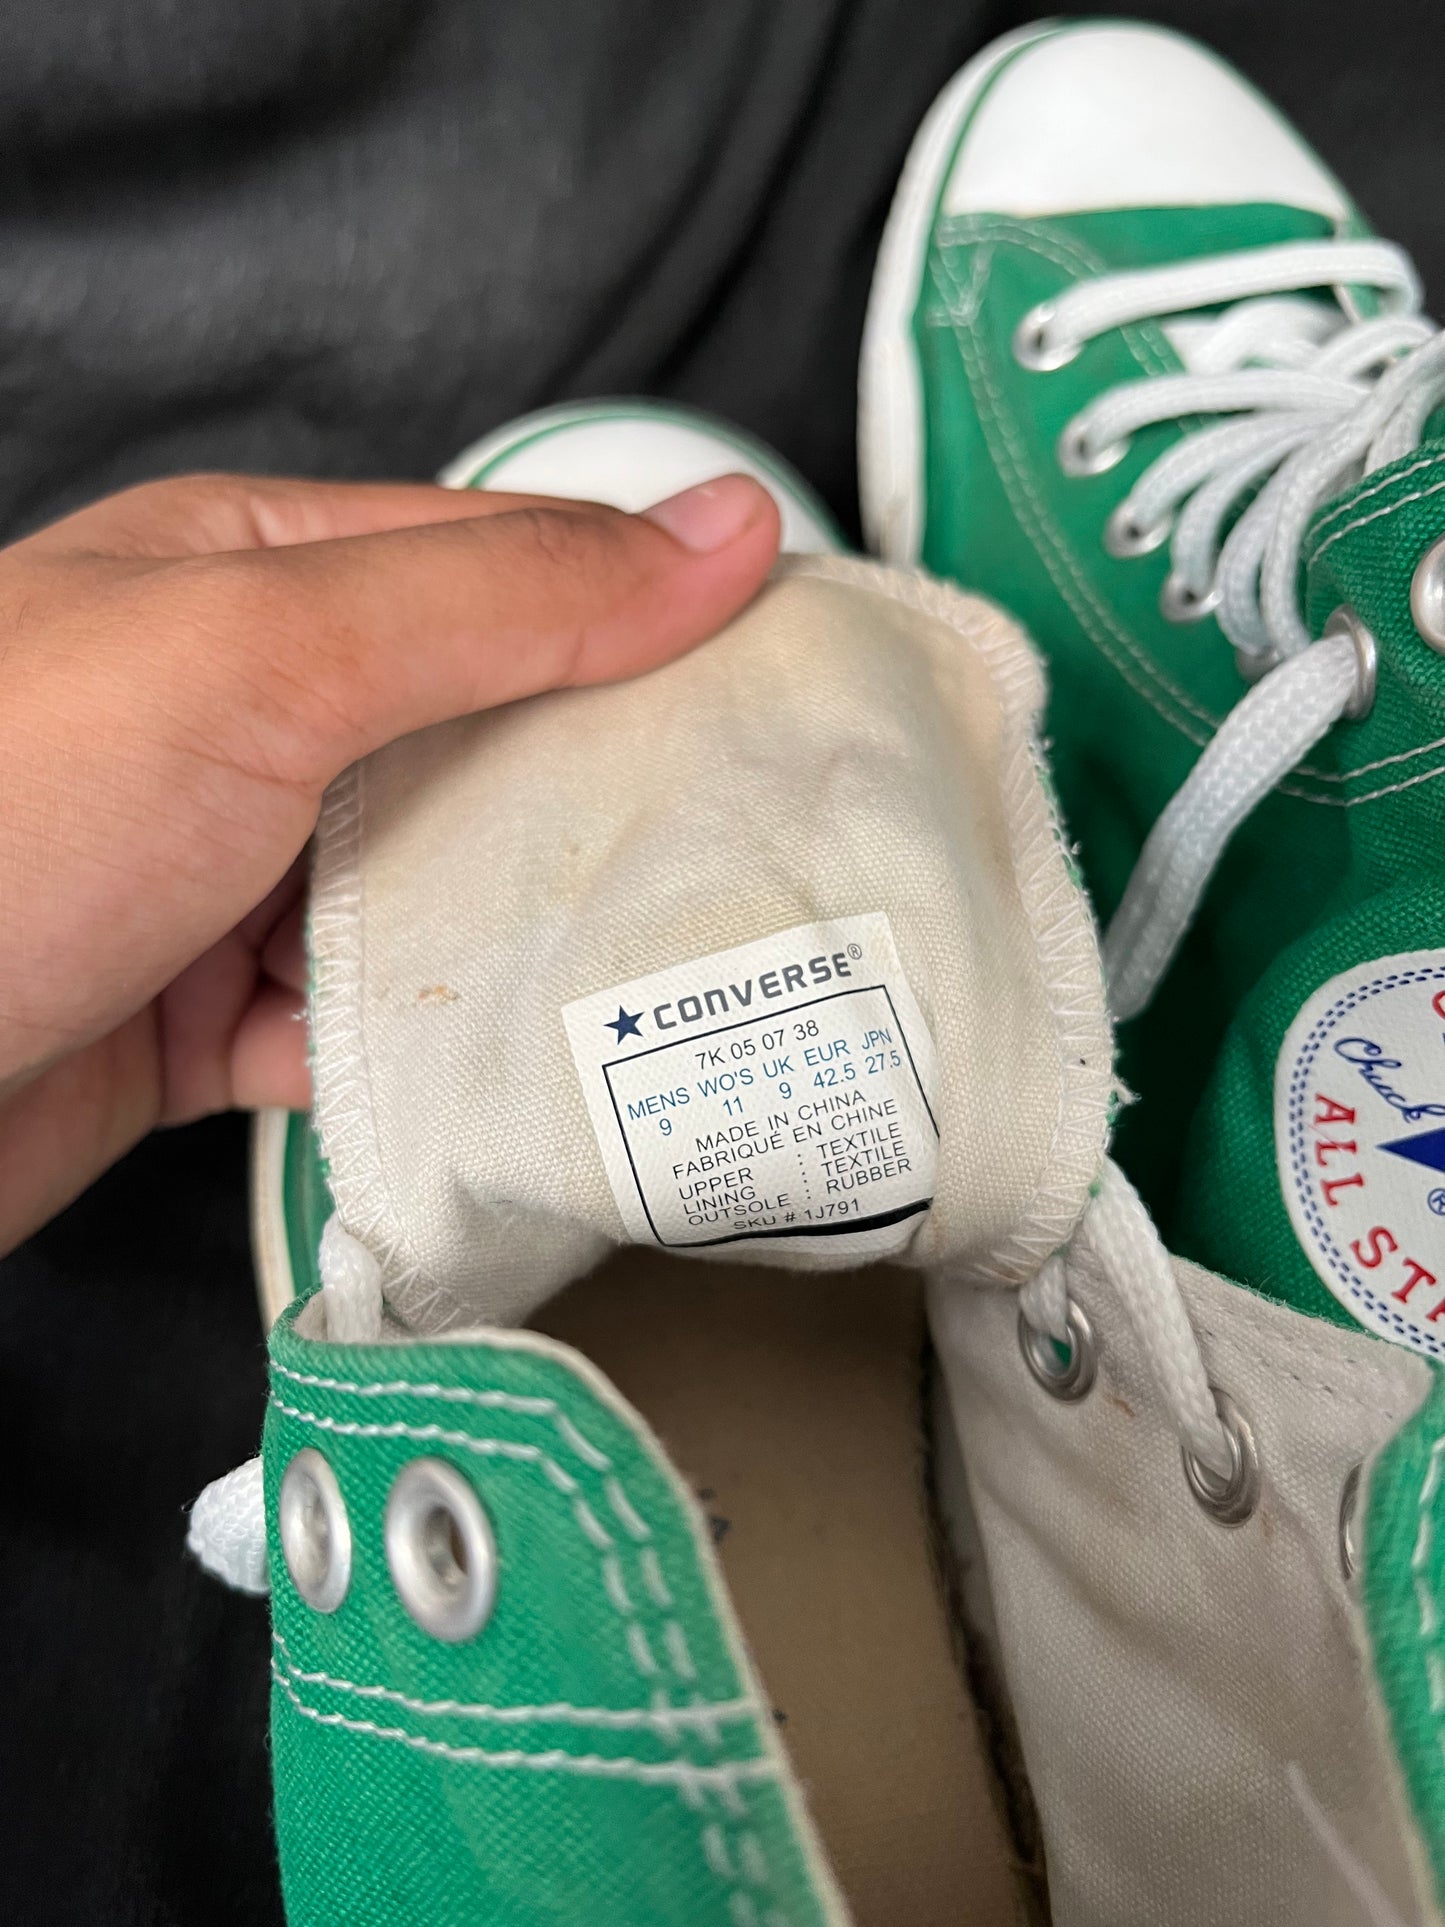 ★CONVERSE®
7K 05 07 38
MENS WO'S UK EUR JPN
9 11 9 42.5 27.5
MADE IN CHINA
FABRIQUÉ EN CHINE
UPPER : TEXTILE
LINING : TEXTILE
OUTSOLE : RUBBER
SKU # 1J791
Chuck
®
ALL